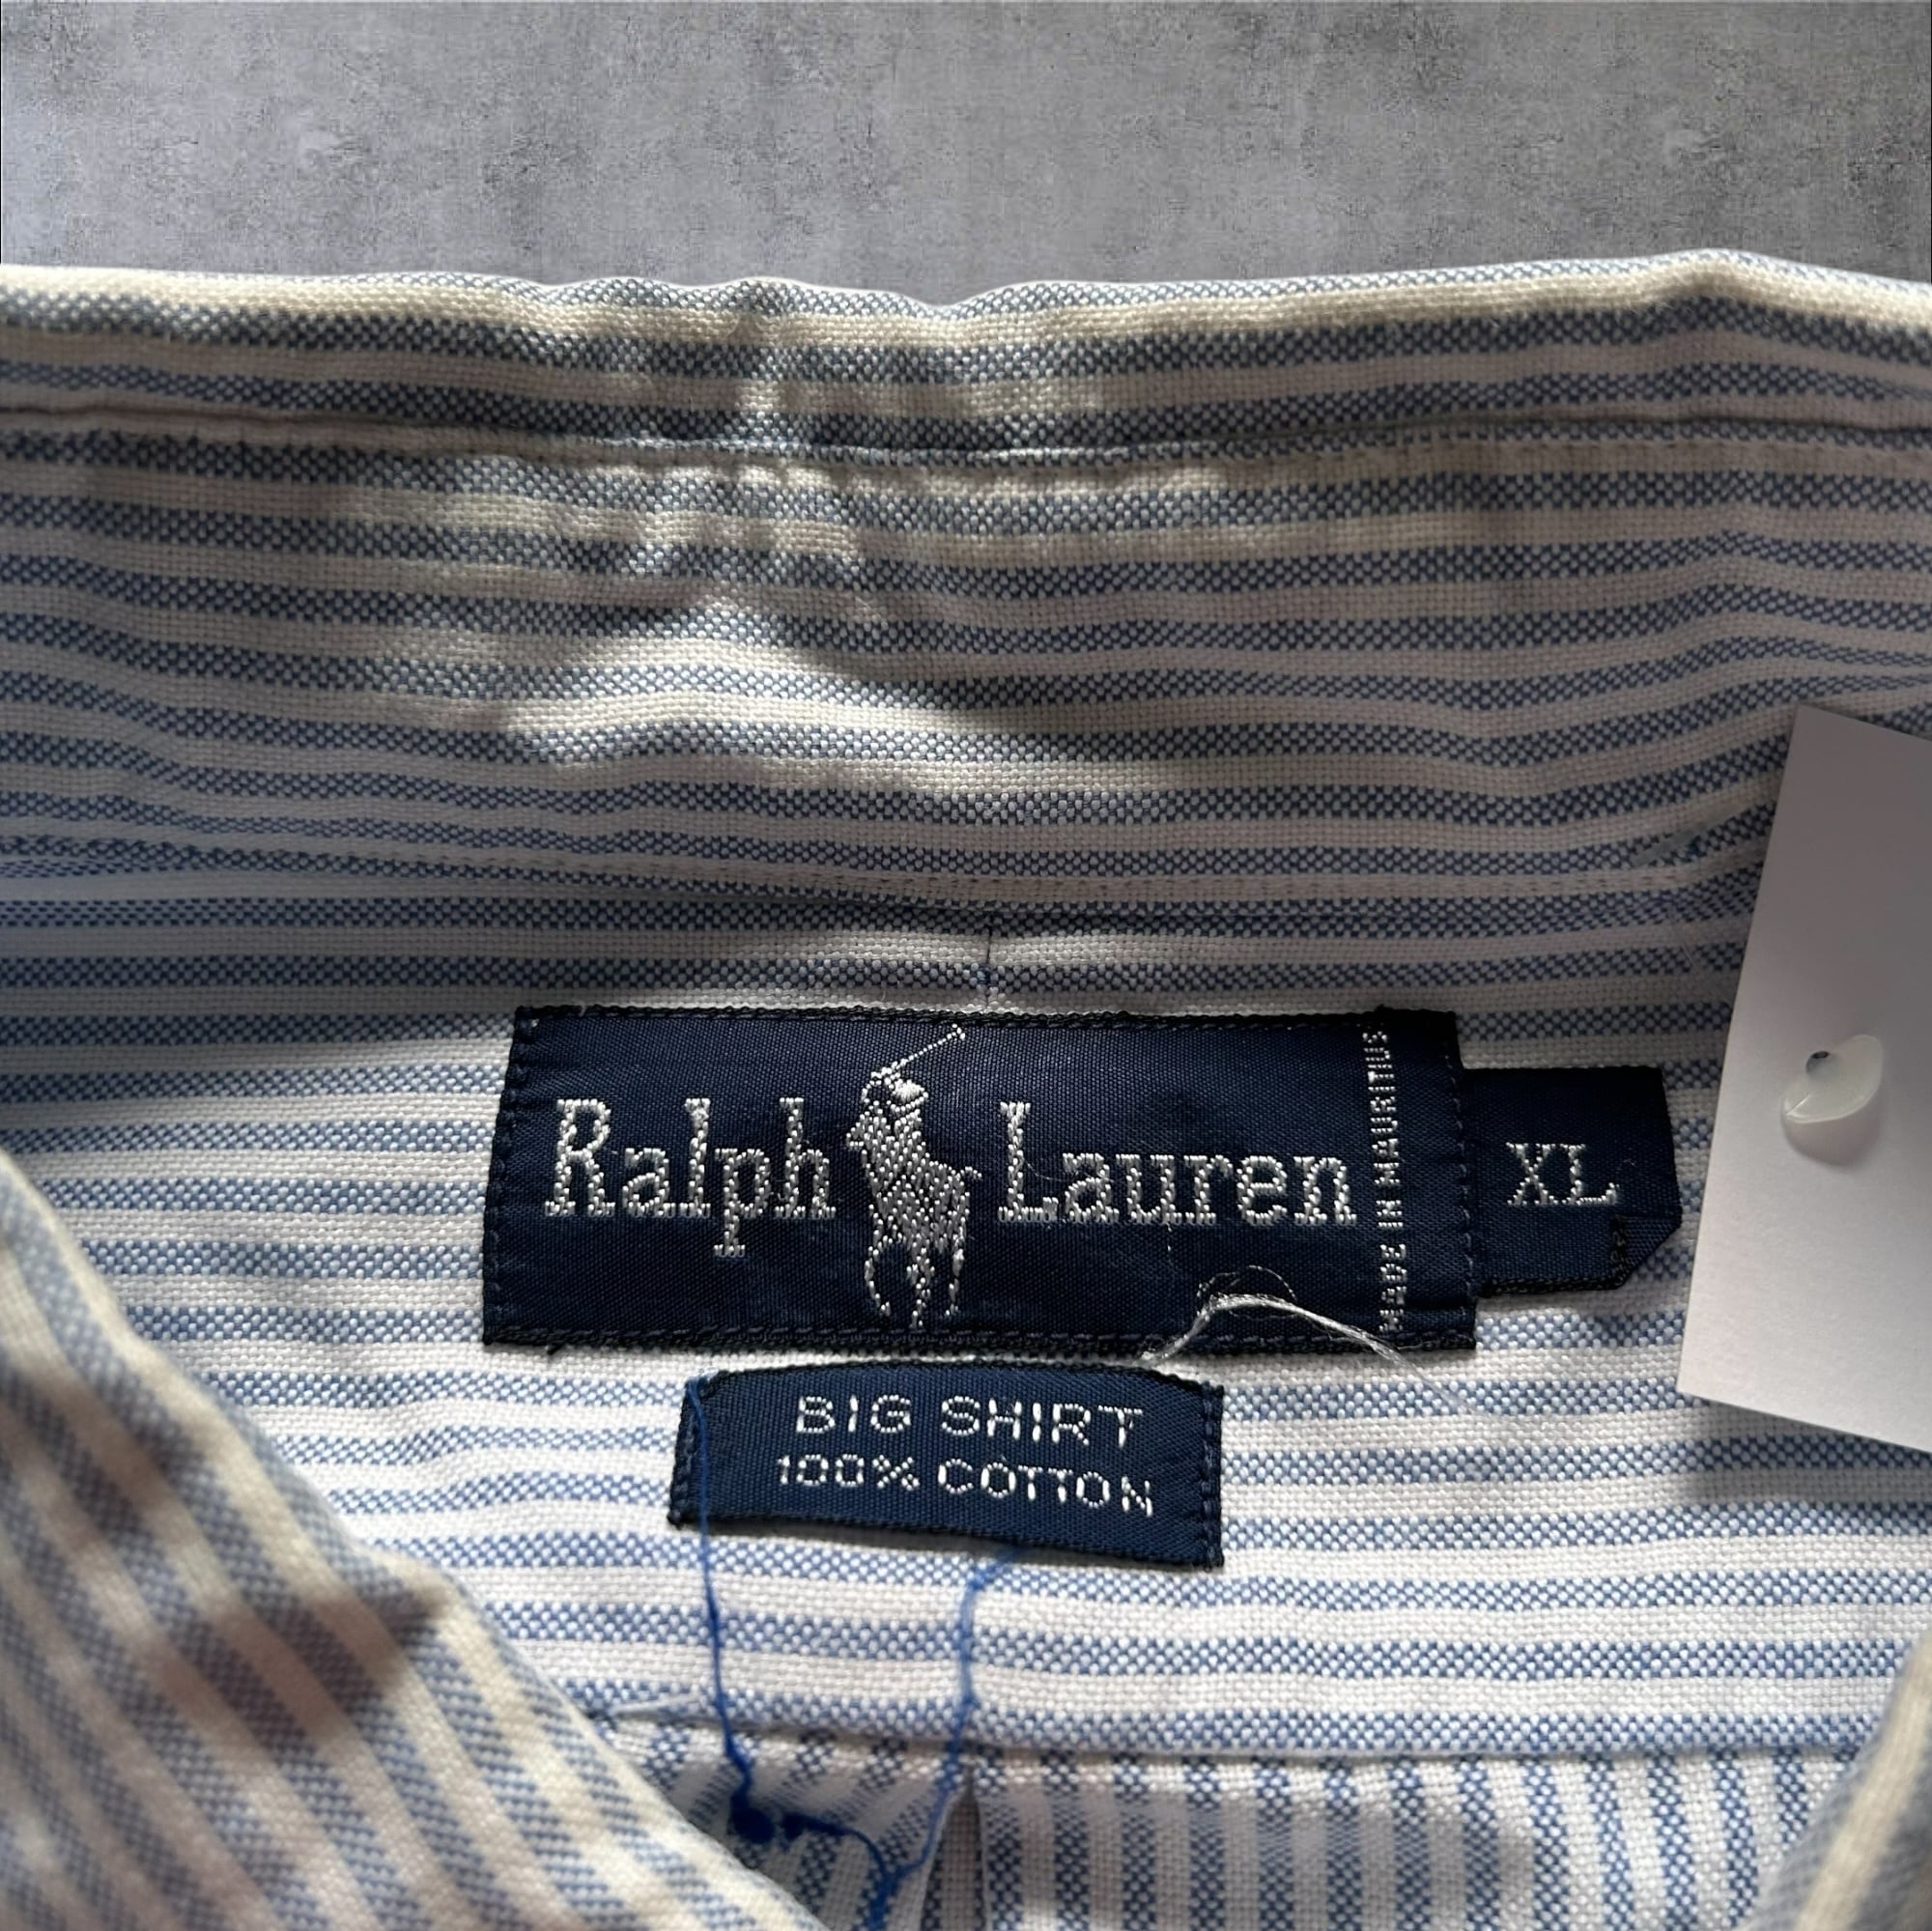 Ralph Lauren
MADE IN MAURITIUS
XL
BIG SHIRT
100% COTTON